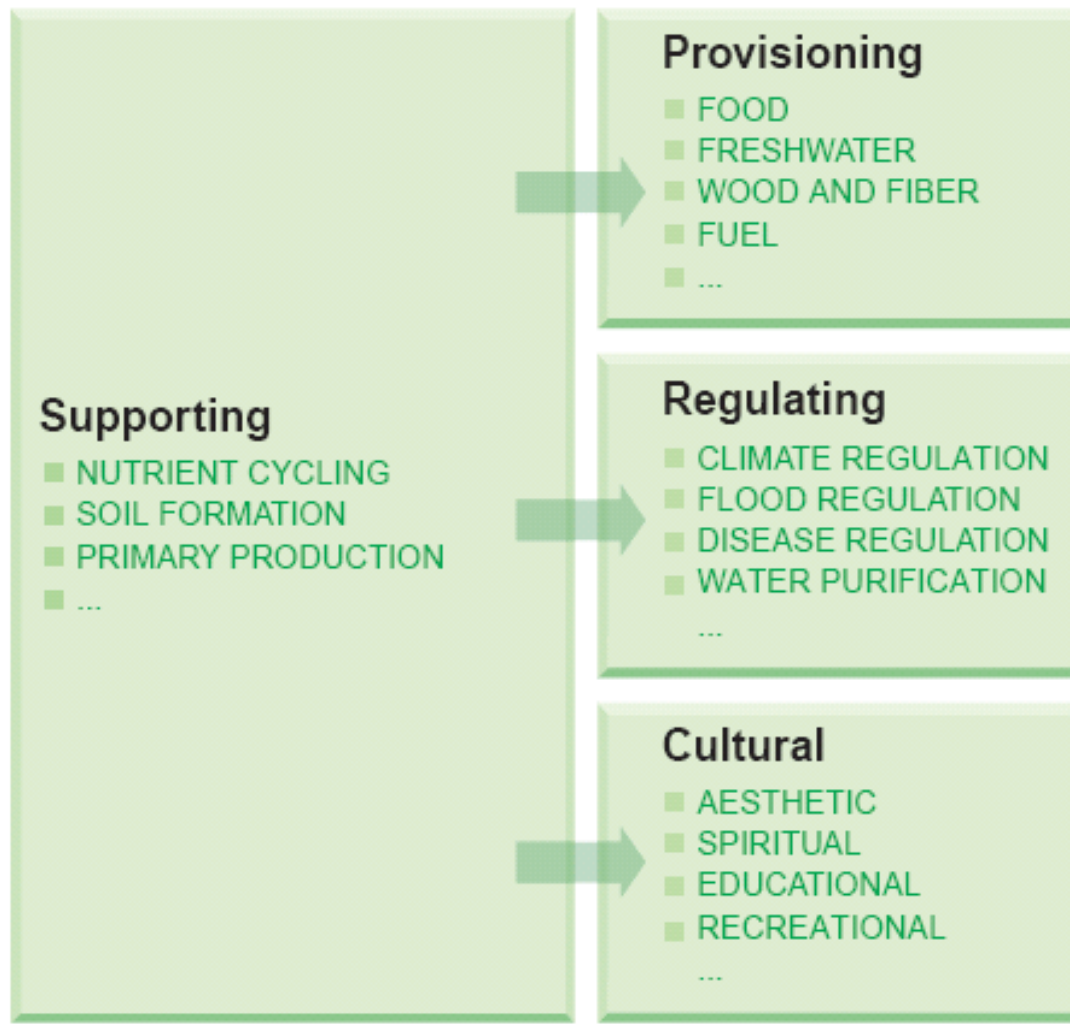 Supporting
NUTRIENT CYCLING
SOIL FORMATION
PRIMARY PRODUCTION
...
Provisioning
FOOD
FRESHWATER
WOOD AND FIBER
FUEL
...
Regulating
CLIMATE REGULATION
FLOOD REGULATION
DISEASE REGULATION
WATER PURIFICATION
...
Cultural
AESTHETIC
SPIRITUAL
EDUCATIONAL
RECREATIONAL
...